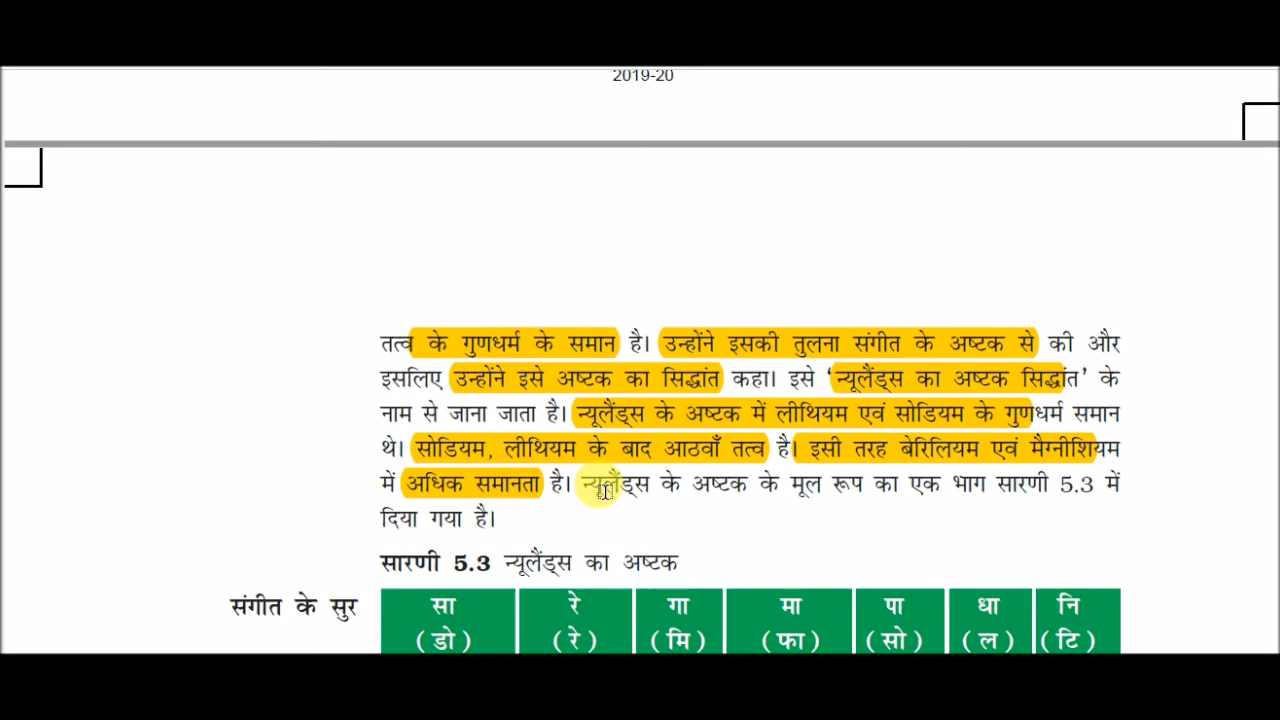 2019-20
तत्व के गुणधर्म के समान है। उन्होंने इसकी तुलना संगीत के अष्टक से की और
इसलिए उन्होंने इसे अष्टक का सिद्धांत कहा। इसे ‘न्यूलैंड्स का अष्टक सिद्धांत’ के
नाम से जाना जाता है। न्यूलैंड्स के अष्टक में लीथियम एवं सोडियम के गुणधर्म समान
थे। सोडियम, लीथियम के बाद आठवाँ तत्व है। इसी तरह बेरिलियम एवं मैग्नीशियम
में अधिक समानता है। न्यूलैंड्स के अष्टक के मूल रूप का एक भाग सारणी 5.3 में
दिया गया है।
सारणी 5.3 न्यूलैंड्स का अष्टक
संगीत के सुर सा रे गा मा पा धा नि
(डो) (रे) (मि) (फा) (सो) (ल) (टि)